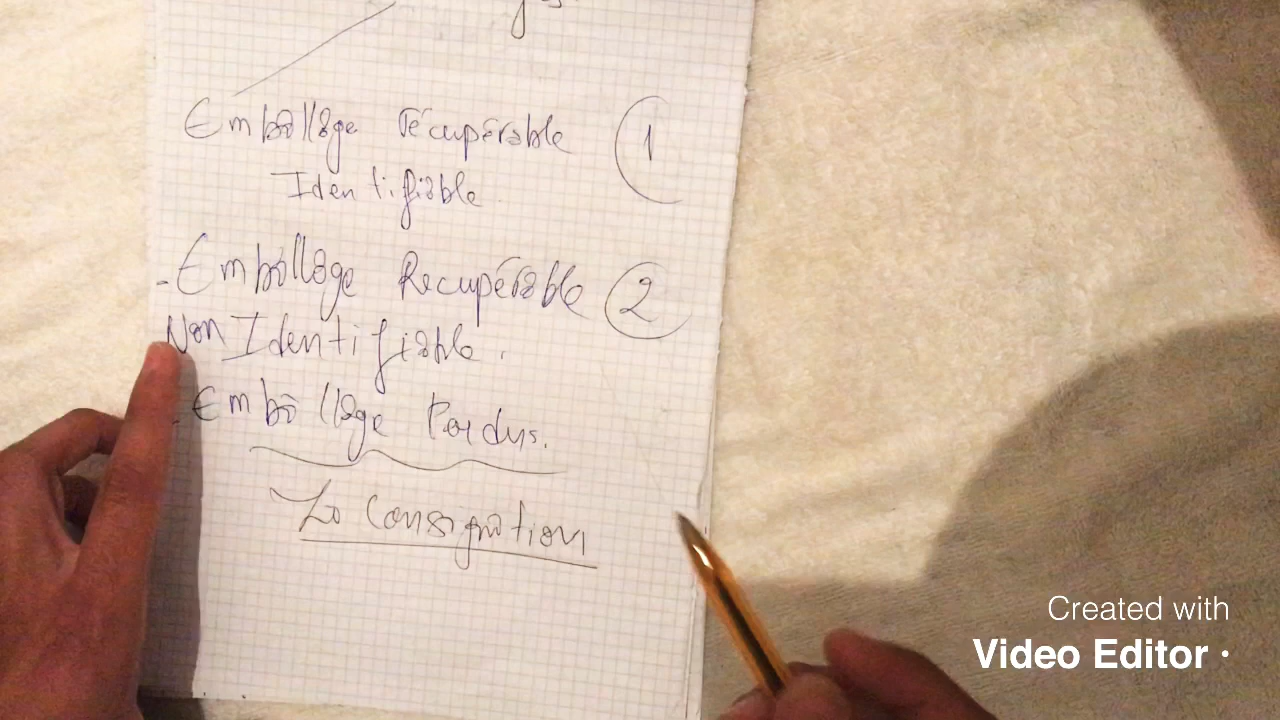 Emballage récupérable 1
Identifiable
- Emballage Recupérable 2
Non Identifiable.
- Emballage Perdus.
La Consignation
Created with
Video Editor